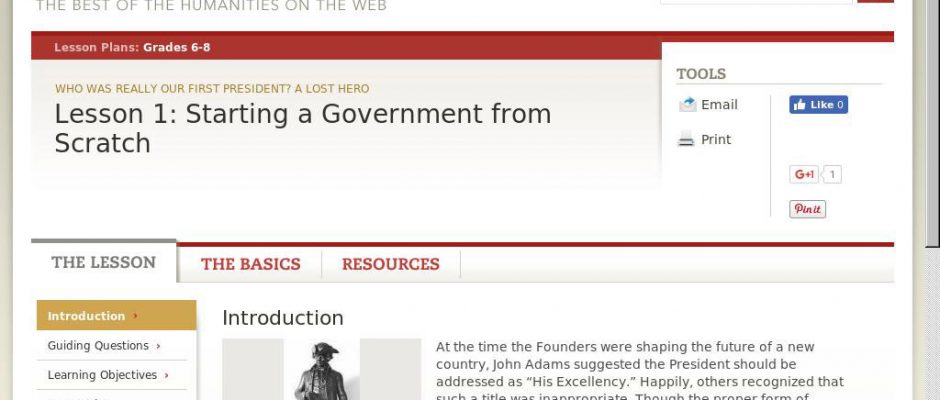 THE BEST OF THE HUMANITIES ON THE WEB
Lesson Plans: Grades 6-8
WHO WAS REALLY OUR FIRST PRESIDENT? A LOST HERO
Lesson 1: Starting a Government from
Scratch
TOOLS
Email
Like 0
Print
G+1 1
Pin it
THE LESSON THE BASICS RESOURCES
Introduction ›
Guiding Questions ›
Learning Objectives ›
Introduction
At the time the Founders were shaping the future of a new
country, John Adams suggested the President should be
addressed as “His Excellency.” Happily, others recognized that
such a title was inappropriate. Though the proper form of